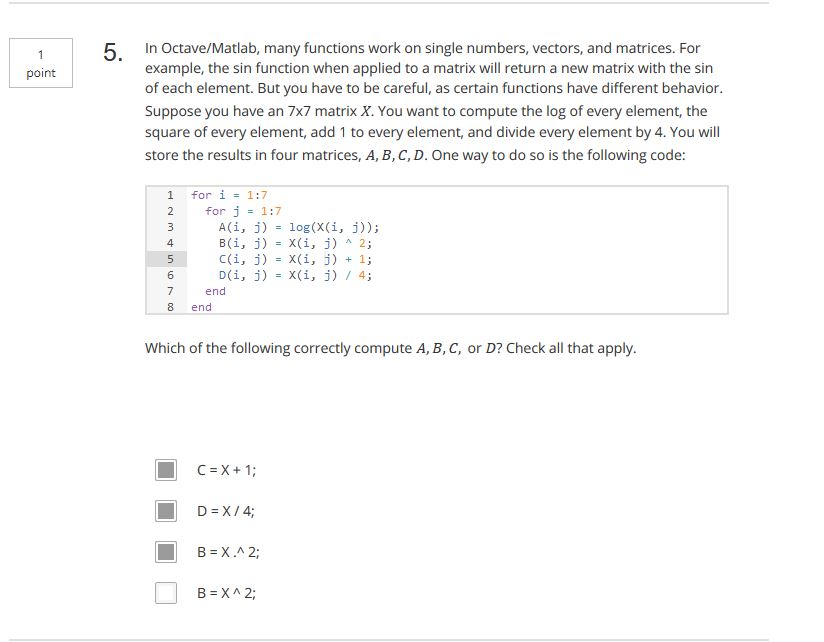 1
point
5.
In Octave/Matlab, many functions work on single numbers, vectors, and matrices. For
example, the sin function when applied to a matrix will return a new matrix with the sin
of each element. But you have to be careful, as certain functions have different behavior.
Suppose you have an 7x7 matrix X. You want to compute the log of every element, the
square of every element, add 1 to every element, and divide every element by 4. You will
store the results in four matrices, A, B, C, D. One way to do so is the following code:
1 for i = 1:7
2 for j = 1:7
3 A(i, j) = log(X(i, j));
4 B(i, j) = X(i, j) ^ 2;
5 C(i, j) = X(i, j) + 1;
6 D(i, j) = X(i, j) / 4;
7 end
8 end
Which of the following correctly compute A, B, C, or D? Check all that apply.
C = X + 1;
D = X / 4;
B = X .^ 2;
B = X ^ 2;